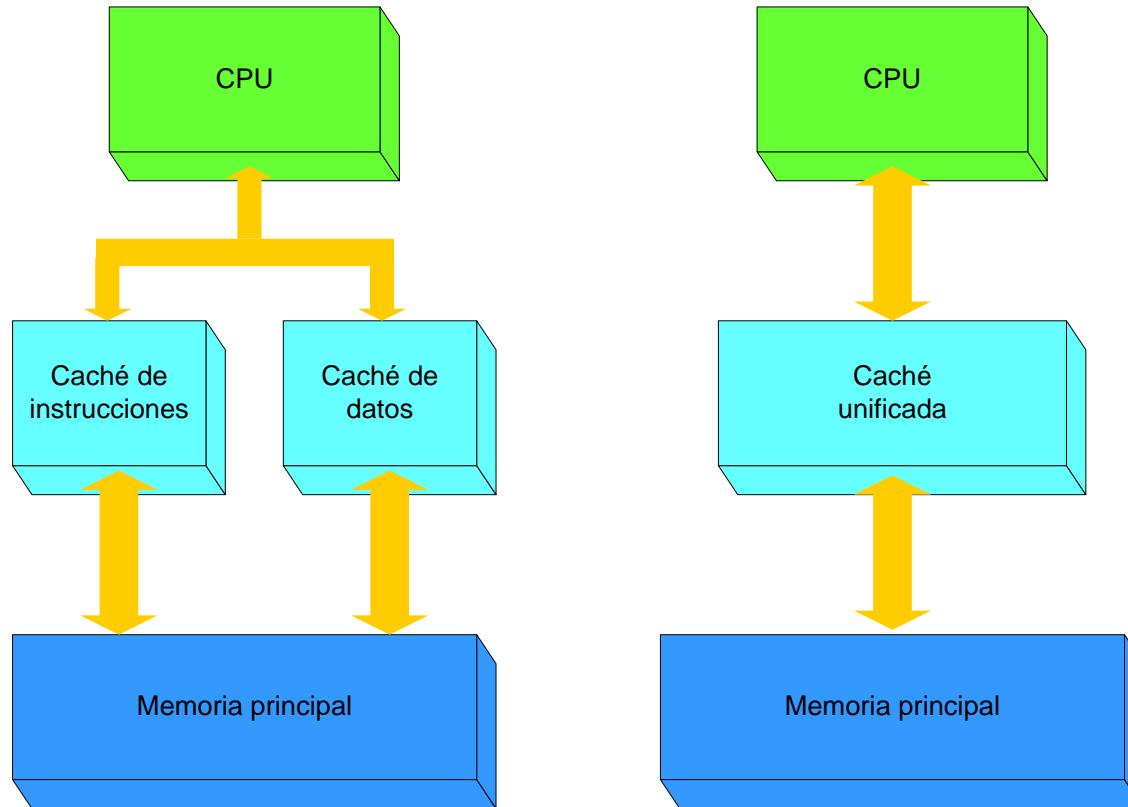 CPU
CPU
Caché de
instrucciones
Caché de
datos
Caché
unificada
Memoria principal
Memoria principal